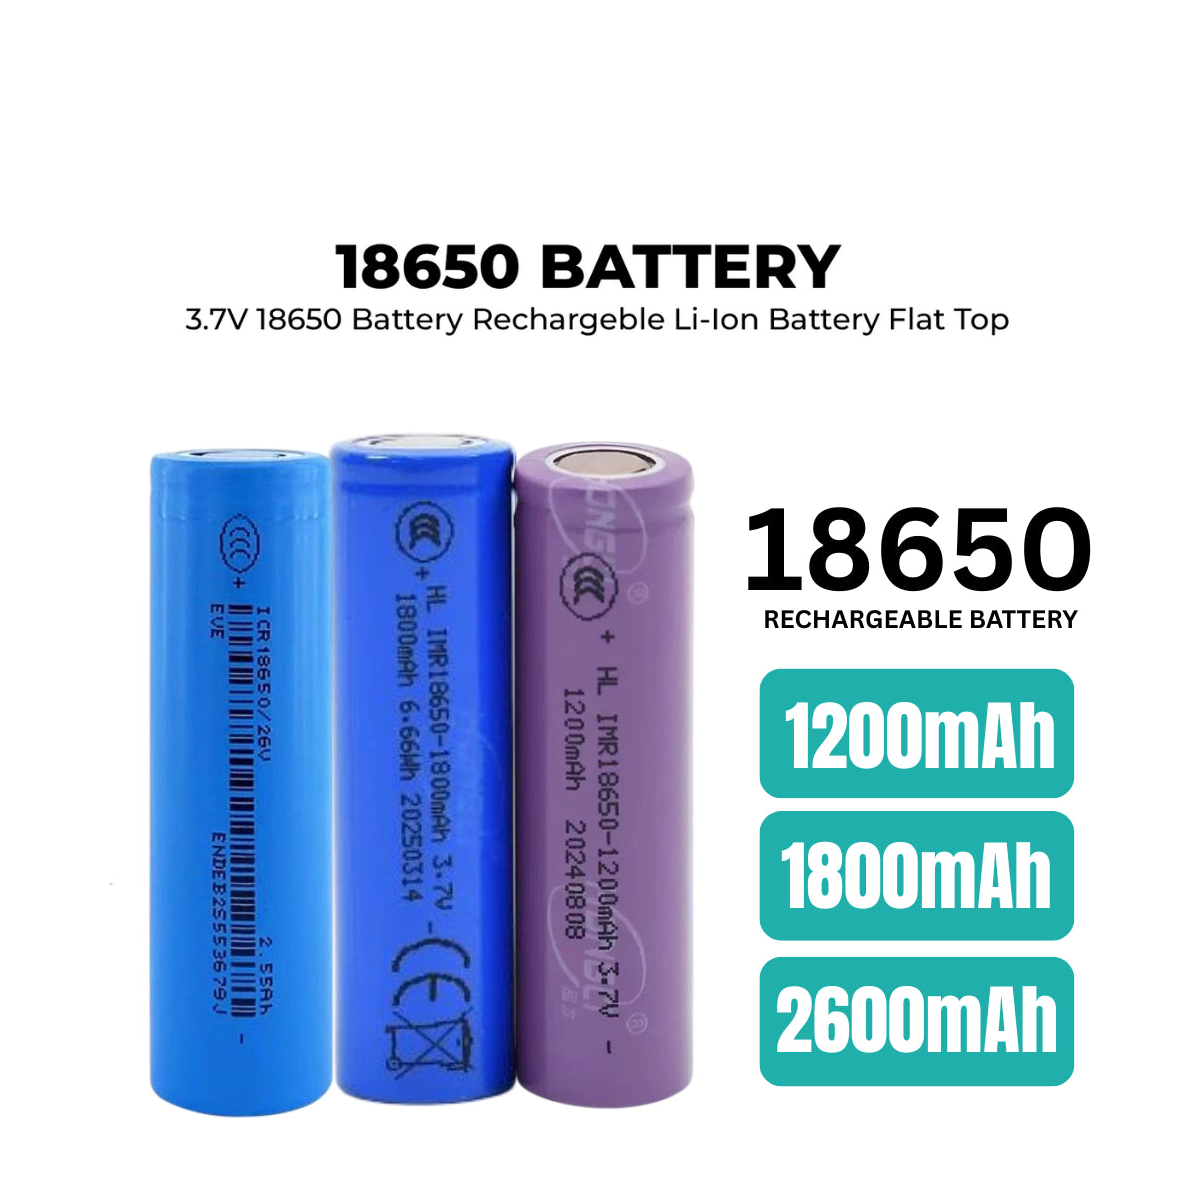 18650 BATTERY
3.7V 18650 Battery Rechargeble Li-Ion Battery Flat Top
+
ICR18650/26V
2.55Ah
EVE
ENDEB25553679J
-
+
HL IMR18650-1800mAh 3.7V
1800mAh 6.66Wh 20250314
-
CE
+
HL IMR18650-1200mAh 3.7V
1200mAh 20240808
-
18650
RECHARGEABLE BATTERY
1200mAh
1800mAh
2600mAh